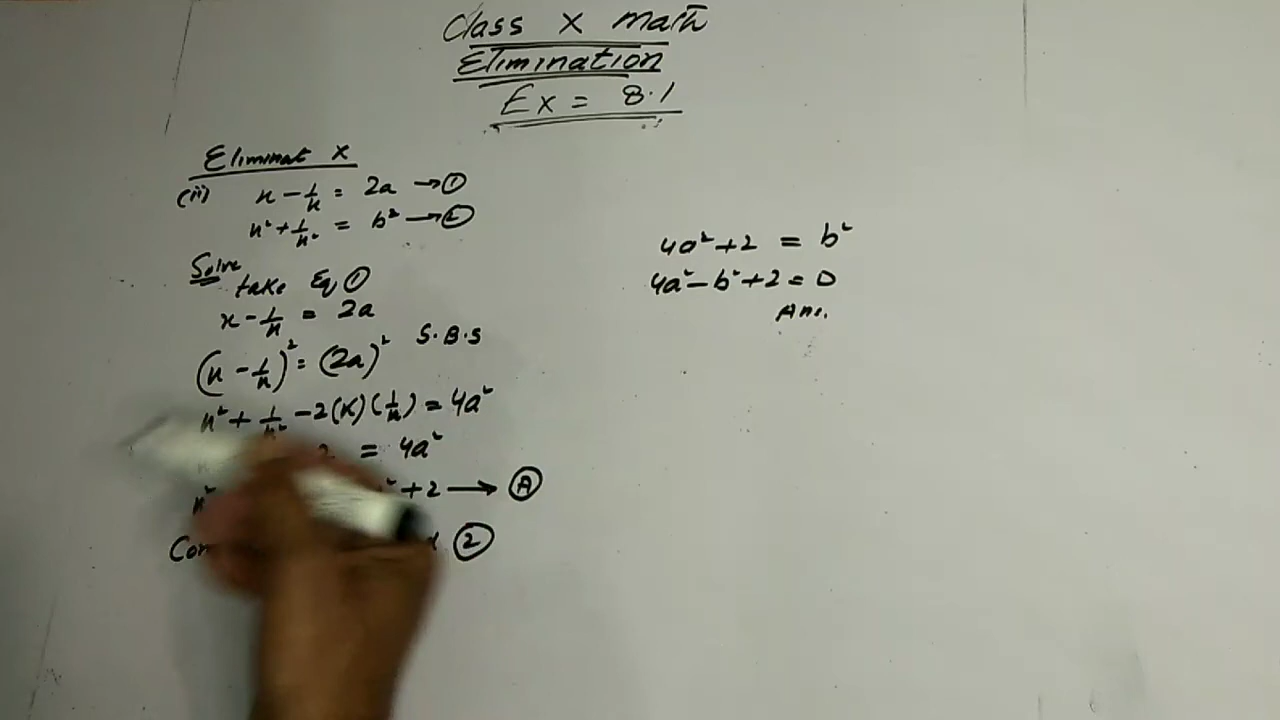 Class X math
Elimination
Ex = 8.1
Eliminat x
(ii) x - 1/x = 2a → ①
x² + 1/x² = b² → ②
Solve
take Eq ①
x - 1/x = 2a
(x - 1/x)² = (2a)² S.B.S
x² + 1/x² - 2(x)(1/x) = 4a²
2 = 4a²
x² + 2 → Ⓐ
②
4a² + 2 = b²
4a² - b² + 2 = 0
Ans.